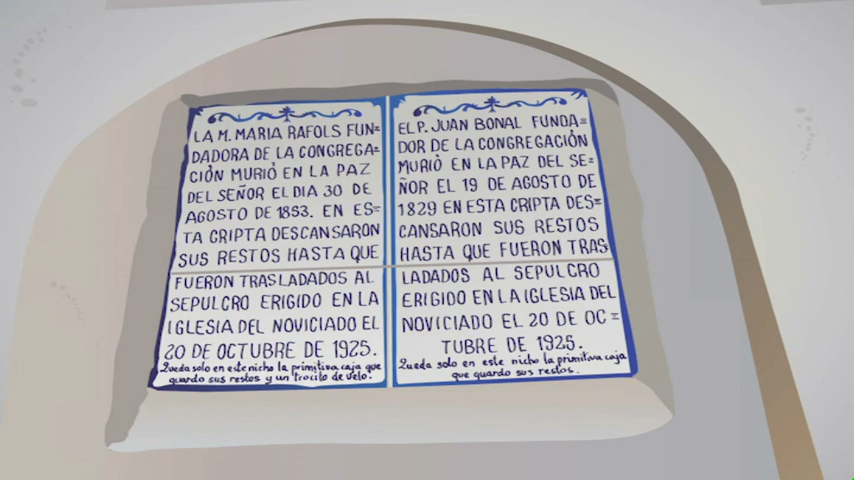 LA M. MARIA RAFOLS FUN=
DADORA DE LA CONGREGA=
CIÓN MURIÓ EN LA PAZ
DEL SEÑOR EL DIA 30 DE
AGOSTO DE 1853. EN ES=
TA CRIPTA DESCANSARON
SUS RESTOS HASTA QUE
FUERON TRASLADADOS AL
SEPULCRO ERIGIDO EN LA
IGLESIA DEL NOVICIADO EL
20 DE OCTUBRE DE 1925.
Queda solo en este nicho la primitiva caja que
guardo sus restos y un trocito de velo.
EL P. JUAN BONAL FUNDA=
DOR DE LA CONGREGACIÓN
MURIÓ EN LA PAZ DEL SE=
ÑOR EL 19 DE AGOSTO DE
1829 EN ESTA CRIPTA DES=
CANSARON SUS RESTOS
HASTA QUE FUERON TRAS
LADADOS AL SEPULCRO
ERIGIDO EN LA IGLESIA DEL
NOVICIADO EL 20 DE OC=
TUBRE DE 1925.
Queda solo en este nicho la primitiva caja
que guardo sus restos.